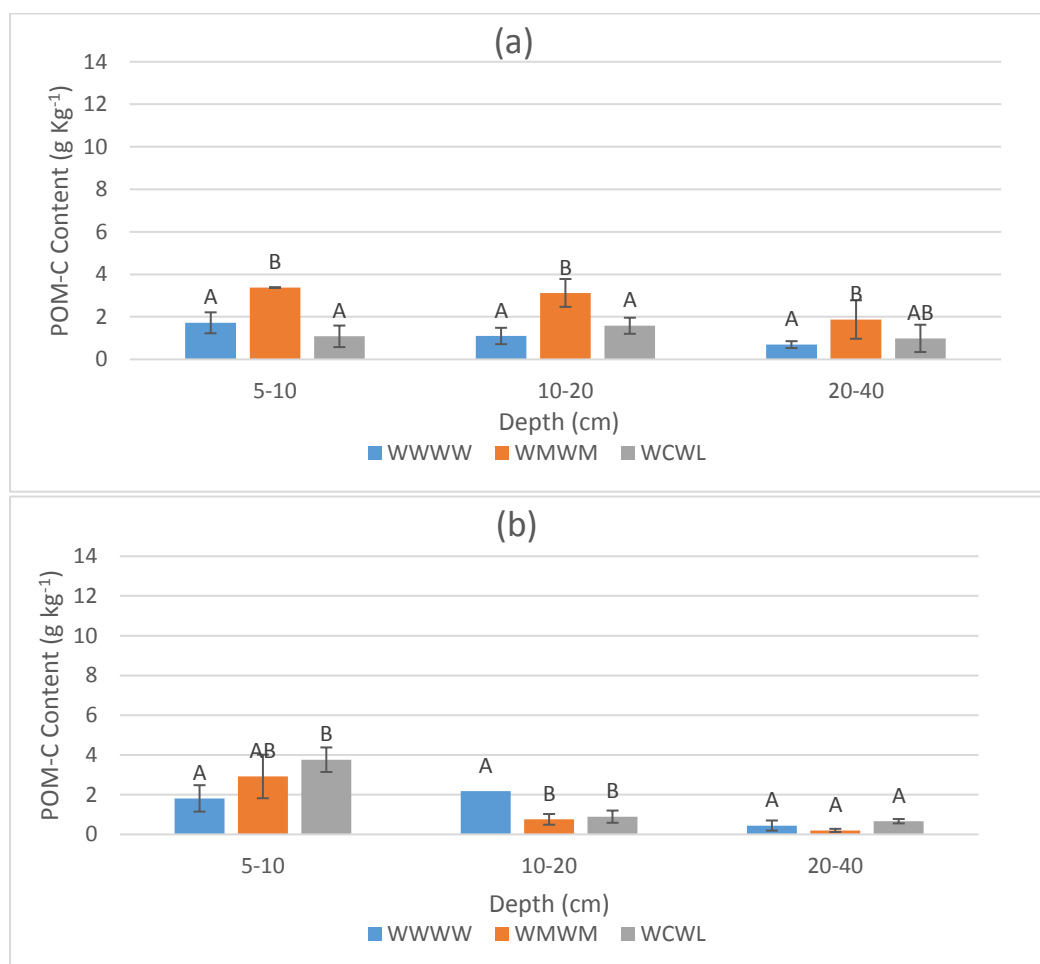 (a)
POM-C Content (g Kg⁻¹)
14
12
10
8
6
4
2
0
A B A
A B A
A B AB
5-10 10-20 20-40
Depth (cm)
WWWW WMWM WCWL
(b)
POM-C Content (g kg⁻¹)
14
12
10
8
6
4
2
0
A AB B
A B B
A A A
5-10 10-20 20-40
Depth (cm)
WWWW WMWM WCWL